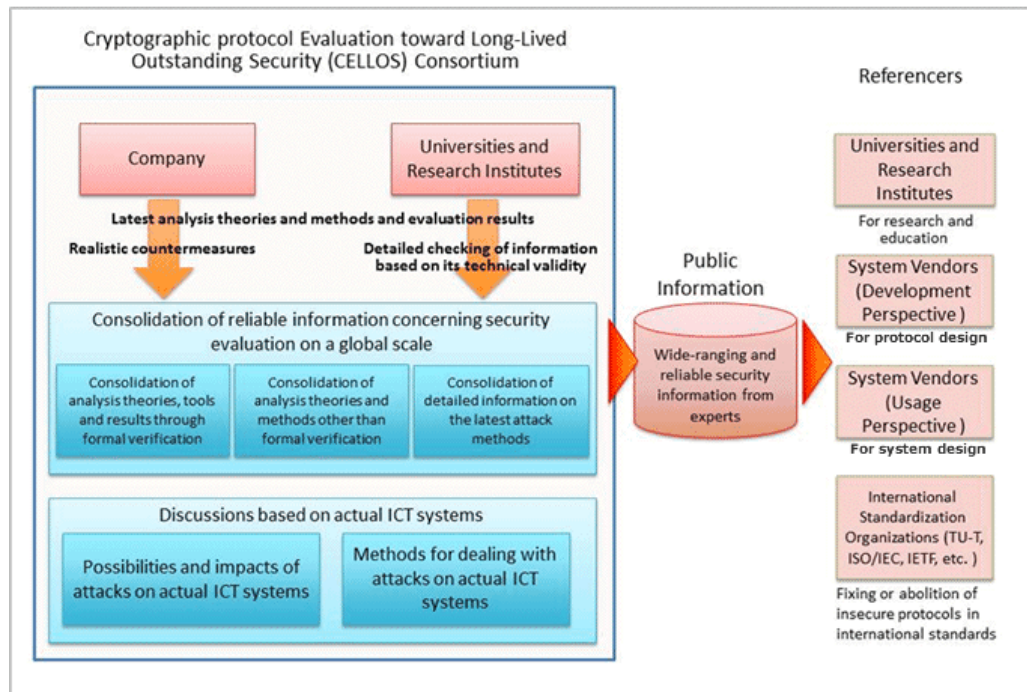 Cryptographic protocol Evaluation toward Long-Lived
Outstanding Security (CELLOS) Consortium
Company
Universities and
Research Institutes
Latest analysis theories and methods and evaluation results
Realistic countermeasures
Detailed checking of information
based on its technical validity
Consolidation of reliable information concerning security
evaluation on a global scale
Consolidation of
analysis theories, tools
and results through
formal verification
Consolidation of
analysis theories and
methods other than
formal verification
Consolidation of
detailed information on
the latest attack
methods
Discussions based on actual ICT systems
Possibilities and impacts of
attacks on actual ICT systems
Methods for dealing with
attacks on actual ICT
systems
Public
Information
Wide-ranging and
reliable security
information from
experts
Referencers
Universities and
Research
Institutes
For research and
education
System Vendors
(Development
Perspective )
For protocol design
System Vendors
(Usage
Perspective )
For system design
International
Standardization
Organizations (TU-T,
ISO/IEC, IETF, etc. )
Fixing or abolition of
insecure protocols in
international standards